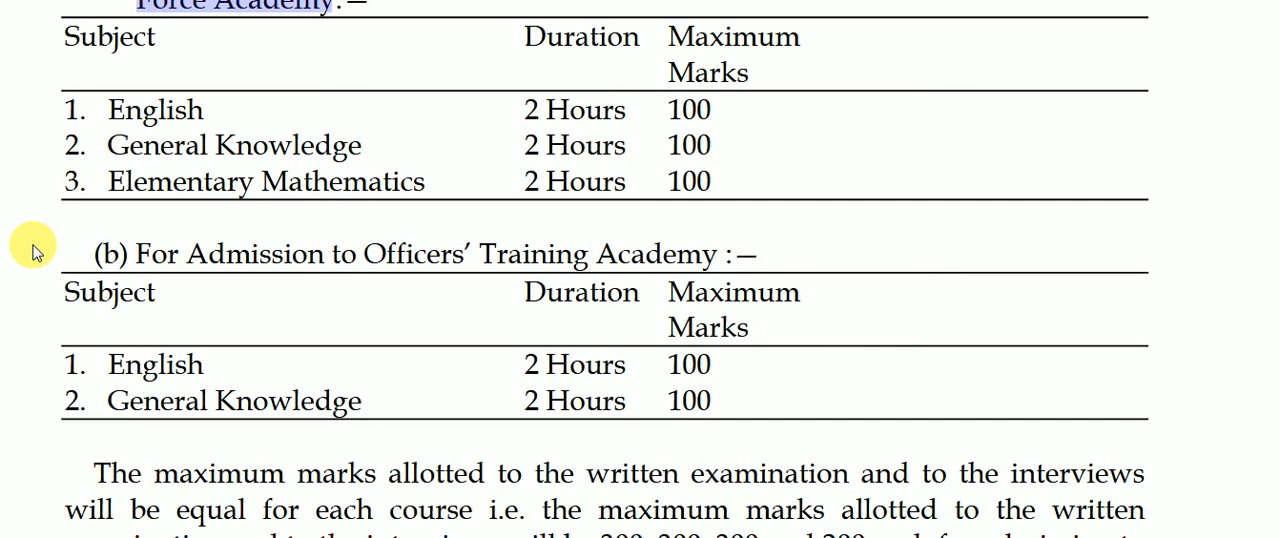 Force Academy:—
Subject Duration Maximum
Marks
1. English 2 Hours 100
2. General Knowledge 2 Hours 100
3. Elementary Mathematics 2 Hours 100
(b) For Admission to Officers’ Training Academy :—
Subject Duration Maximum
Marks
1. English 2 Hours 100
2. General Knowledge 2 Hours 100
The maximum marks allotted to the written examination and to the interviews
will be equal for each course i.e. the maximum marks allotted to the written